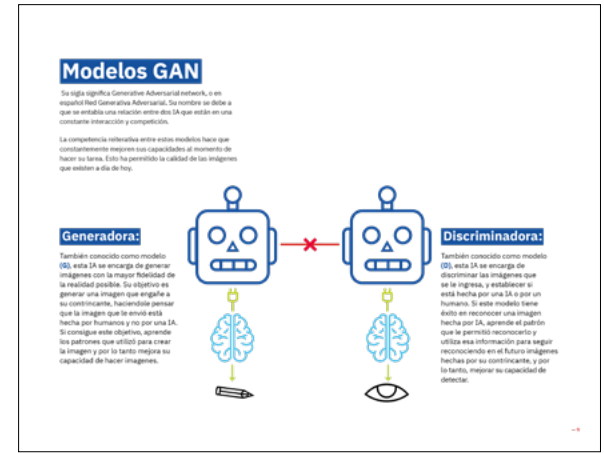 Modelos GAN
Su sigla significa Generative Adversarial network, o en
español Red Generativa Adversarial. Su nombre se debe a
que se entabla una relación entre dos IA que están en una
constante interacción y competición.
La competencia reiterativa entre estos modelos hace que
constantemente mejoren sus capacidades al momento de
hacer su tarea. Esto ha permitido la calidad de las imágenes
que existen a día de hoy.
Generadora:
También conocido como modelo
(G), esta IA se encarga de generar
imágenes con la mayor fidelidad de
la realidad posible. Su objetivo es
generar una imagen que engañe a
su contrincante, haciendole pensar
que la imagen que le envió está
hecha por humanos y no por una IA.
Si consigue este objetivo, aprende
los patrones que utilizó para crear
la imagen y por lo tanto mejora su
capacidad de hacer imagenes.
Discriminadora:
También conocido como modelo
(D), esta IA se encarga de
discriminar las imágenes que
se le ingresa, y establecer si
está hecha por una IA o por un
humano. Si este modelo tiene
éxito en reconocer una imagen
hecha por IA, aprende el patrón
que le permitió reconocerlo y
utiliza esa información para seguir
reconociendo en el futuro imágenes
hechas por su contrincante, y por
lo tanto, mejorar su capacidad de
detectar.